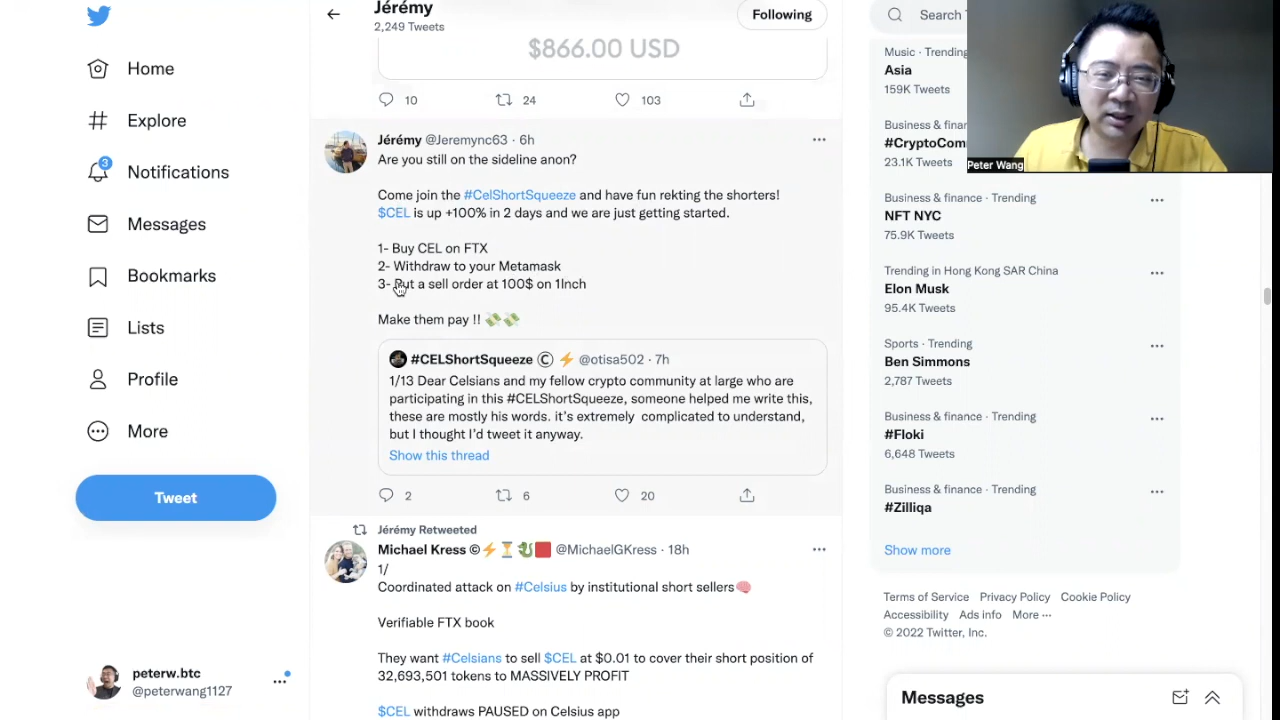 Home
Explore
3
Notifications
Messages
Bookmarks
Lists
Profile
More
Tweet
peterw.btc
@peterwang1127
Jérémy
2,249 Tweets
Following
$866.00 USD
10
24
103
Jérémy @Jeremync63 · 6h
Are you still on the sideline anon?
Come join the #CelShortSqueeze and have fun rekting the shorters!
$CEL is up +100% in 2 days and we are just getting started.
1- Buy CEL on FTX
2- Withdraw to your Metamask
3- Put a sell order at 100$ on 1Inch
Make them pay !! 💸💸
#CELShortSqueeze Ⓒ ⚡ @otisa502 · 7h
1/13 Dear Celsians and my fellow crypto community at large who are
participating in this #CELShortSqueeze, someone helped me write this,
these are mostly his words. it's extremely complicated to understand,
but I thought I'd tweet it anyway.
Show this thread
2
6
20
Jérémy Retweeted
Michael Kress ©⚡⏳🐉🟥 @MichaelGKress · 18h
1/
Coordinated attack on #Celsius by institutional short sellers🧠
Verifiable FTX book
They want #Celsians to sell $CEL at $0.01 to cover their short position of
32,693,501 tokens to MASSIVELY PROFIT
$CEL withdraws PAUSED on Celsius app
Search
Music · Trending
Asia
159K Tweets
Business & finan
#CryptoCom
23.1K Tweets
Business & finance · Trending
NFT NYC
75.9K Tweets
Trending in Hong Kong SAR China
Elon Musk
95.4K Tweets
Sports · Trending
Ben Simmons
2,787 Tweets
Business & finance · Trending
#Floki
6,648 Tweets
Business & finance · Trending
#Zilliqa
Show more
Terms of Service Privacy Policy Cookie Policy
Accessibility Ads info More ···
© 2022 Twitter, Inc.
Messages
Peter Wang